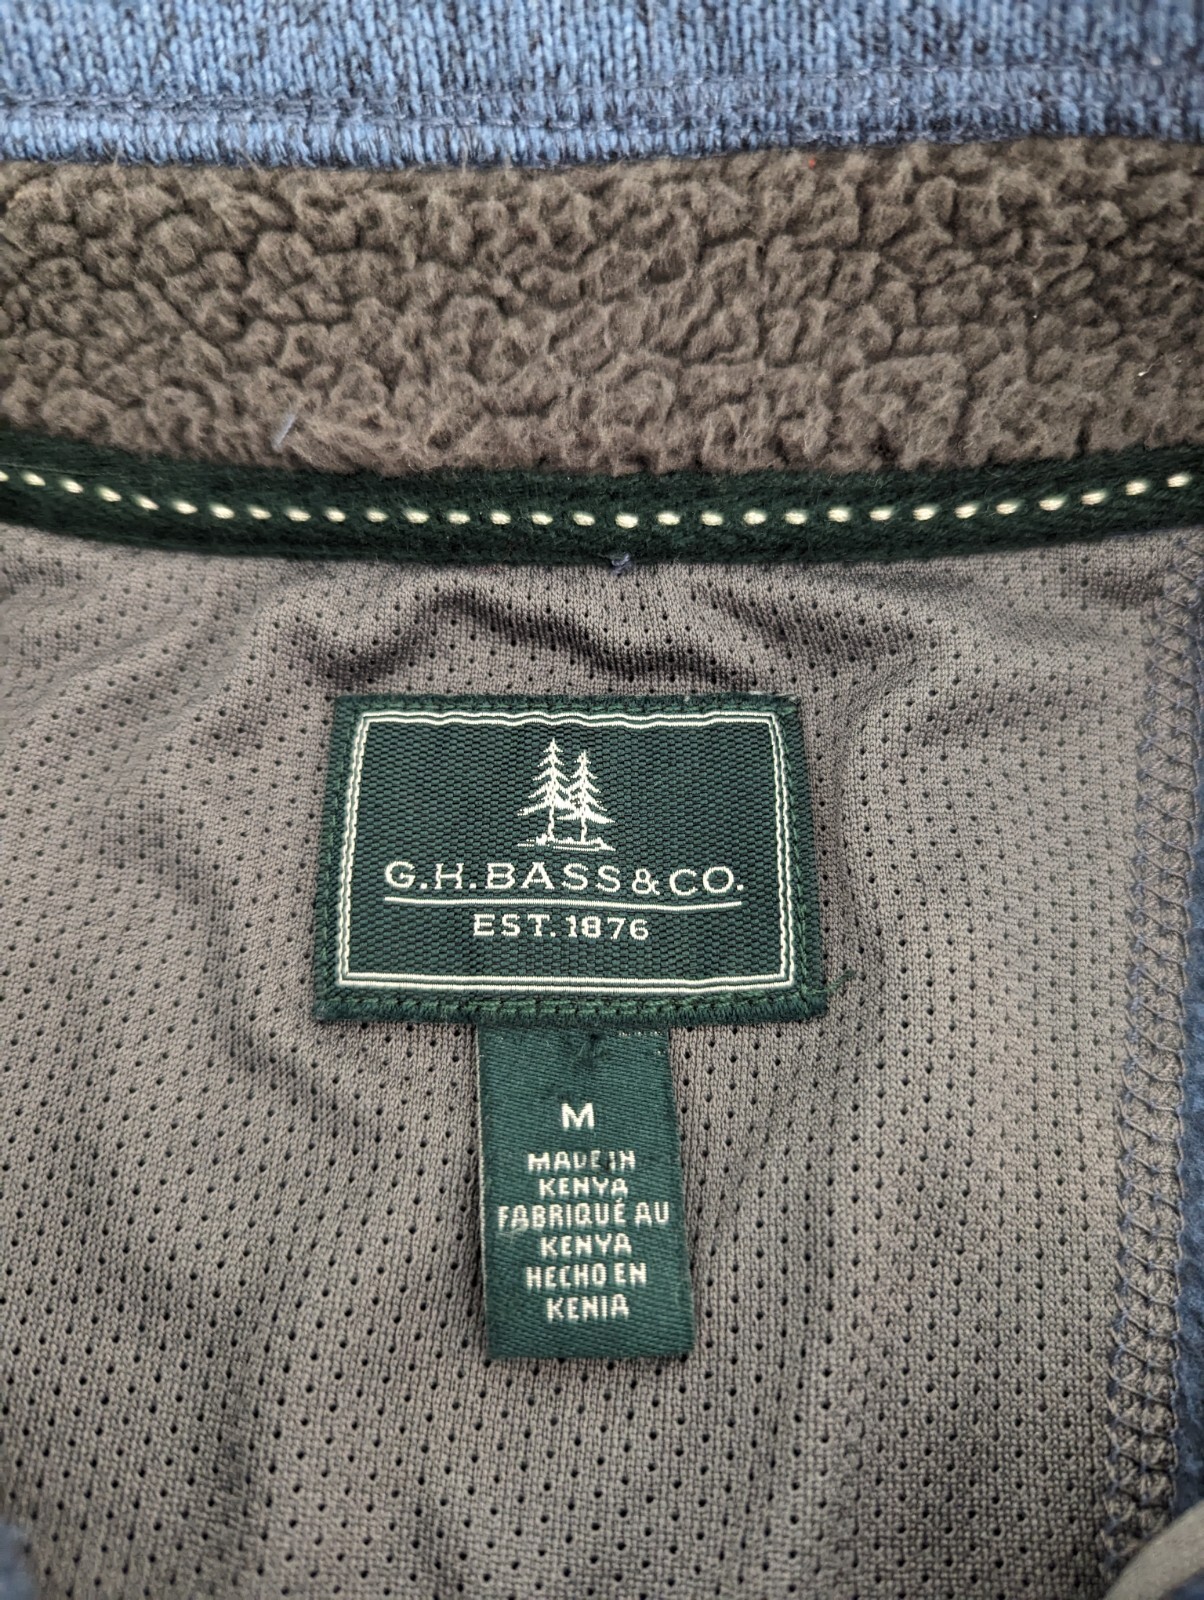 G.H.BASS&CO.
EST.1876
M
MADE IN
KENYA
FABRIQUÉ AU
KENYA
HECHO EN
KENIA